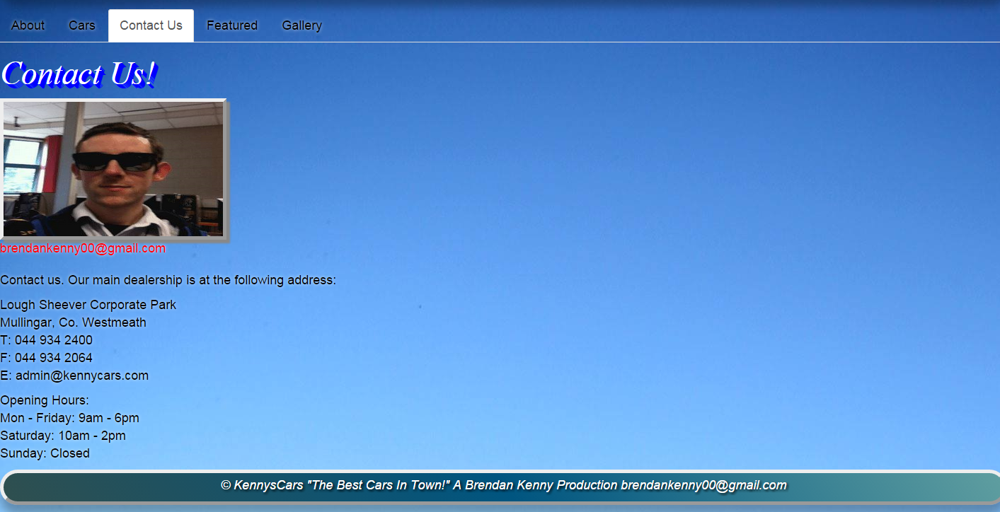 About Cars Contact Us Featured Gallery
Contact Us!
brendankenny00@gmail.com
Contact us. Our main dealership is at the following address:
Lough Sheever Corporate Park
Mullingar, Co. Westmeath
T: 044 934 2400
F: 044 934 2064
E: admin@kennycars.com
Opening Hours:
Mon - Friday: 9am - 6pm
Saturday: 10am - 2pm
Sunday: Closed
© KennysCars "The Best Cars In Town!" A Brendan Kenny Production brendankenny00@gmail.com